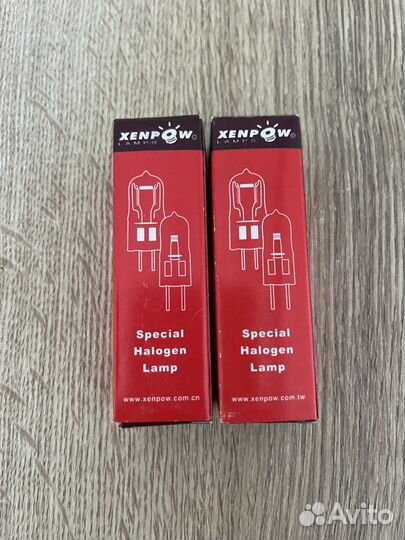 XENPOW
LAMPS
Special
Halogen
Lamp
www.xenpow.com.cn
XENPOW
LAMPS
Special
Halogen
Lamp
www.xenpow.com.tw
Avito